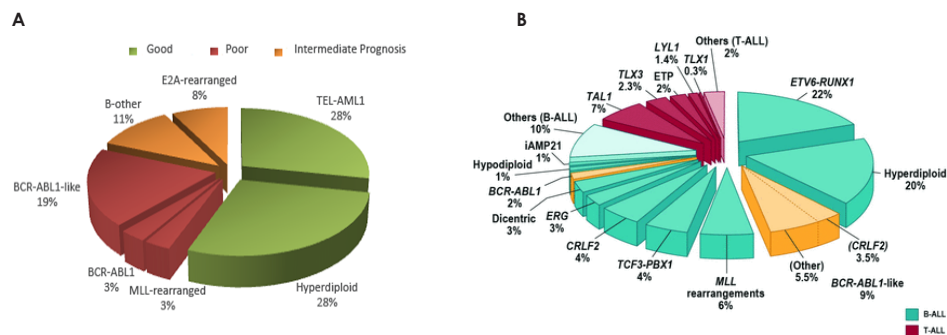 A
Good
Poor
Intermediate Prognosis
E2A-rearranged
8%
B-other
11%
TEL-AML1
28%
BCR-ABL1-like
19%
BCR-ABL1
3%
MLL-rearranged
3%
Hyperdiploid
28%
B
Others (T-ALL)
2%
LYL1
1.4%
TLX1
0.3%
ETP
2%
TLX3
2.3%
TAL1
7%
ETV6-RUNX1
22%
Others (B-ALL)
10%
iAMP21
1%
Hypodiploid
1%
BCR-ABL1
2%
Dicentric
3%
ERG
3%
CRLF2
4%
TCF3-PBX1
4%
MLL
rearrangements
6%
Hyperdiploid
20%
(CRLF2)
3.5%
(Other)
5.5%
BCR-ABL1-like
9%
B-ALL
T-ALL